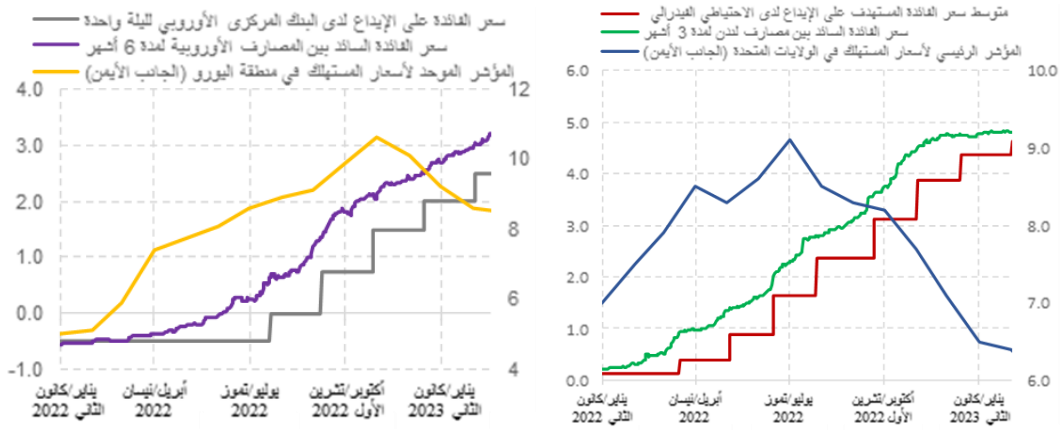 سعر الفائدة على الإيداع لدى البنك المركزى الأوروبي لليلة واحدة
سعر الفائدة السائد بين المصارف الأوروبية لمدة 6 أشهر
المؤشر الموحد لأسعار المستهلك في منطقة اليورو (الجانب الأيمن)
4.0
3.0
2.0
1.0
0.0
-1.0
12
10
8
6
4
يناير/كانون
الثاني 2022
أبريل/نيسان
2022
يوليو/تموز
2022
أكتوبر/تشرين
الأول 2022
يناير/كانون
الثاني 2023
متوسط سعر الفائدة المستهدف على الإيداع لدى الاحتياطي الفيدرالي
سعر الفائدة السائد بين مصارف لندن لمدة 3 أشهر
المؤشر الرئيسي لأسعار المستهلك في الولايات المتحدة (الجانب الأيمن)
6.0
5.0
4.0
3.0
2.0
1.0
0.0
10.0
9.0
8.0
7.0
6.0
يناير/كانون
الثاني 2022
أبريل/نيسان
2022
يوليو/تموز
2022
أكتوبر/تشرين
الأول 2022
يناير/كانون
الثاني 2023